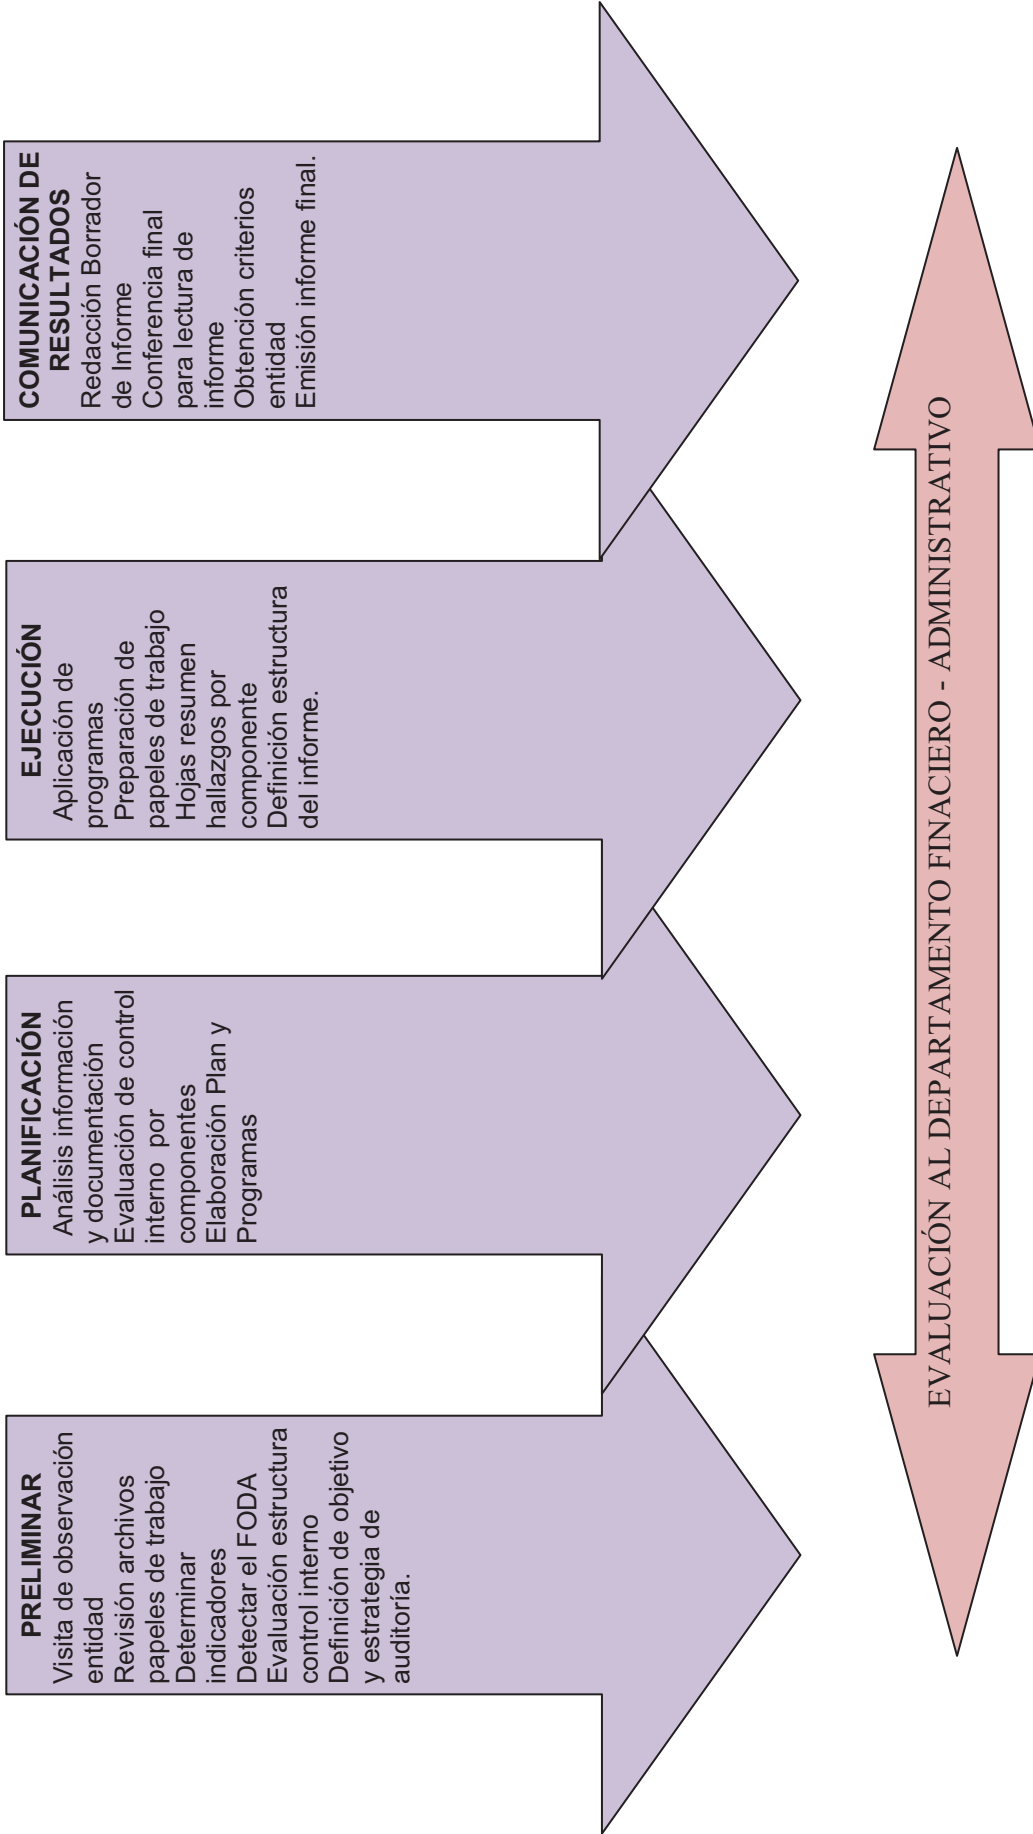 PRELIMINAR
Visita de observación
entidad
Revisión archivos
papeles de trabajo
Determinar
indicadores
Detectar el FODA
Evaluación estructura
control interno
Definición de objetivo
y estrategia de
auditoría.
PLANIFICACIÓN
Análisis información
y documentación
Evaluación de control
interno por
componentes
Elaboración Plan y
Programas
EJECUCIÓN
Aplicación de
programas
Preparación de
papeles de trabajo
Hojas resumen
hallazgos por
componente
Definición estructura
del informe.
COMUNICACIÓN DE
RESULTADOS
Redacción Borrador
de Informe
Conferencia final
para lectura de
informe
Obtención criterios
entidad
Emisión informe final.
EVALUACIÓN AL DEPARTAMENTO FINACIERO - ADMINISTRATIVO